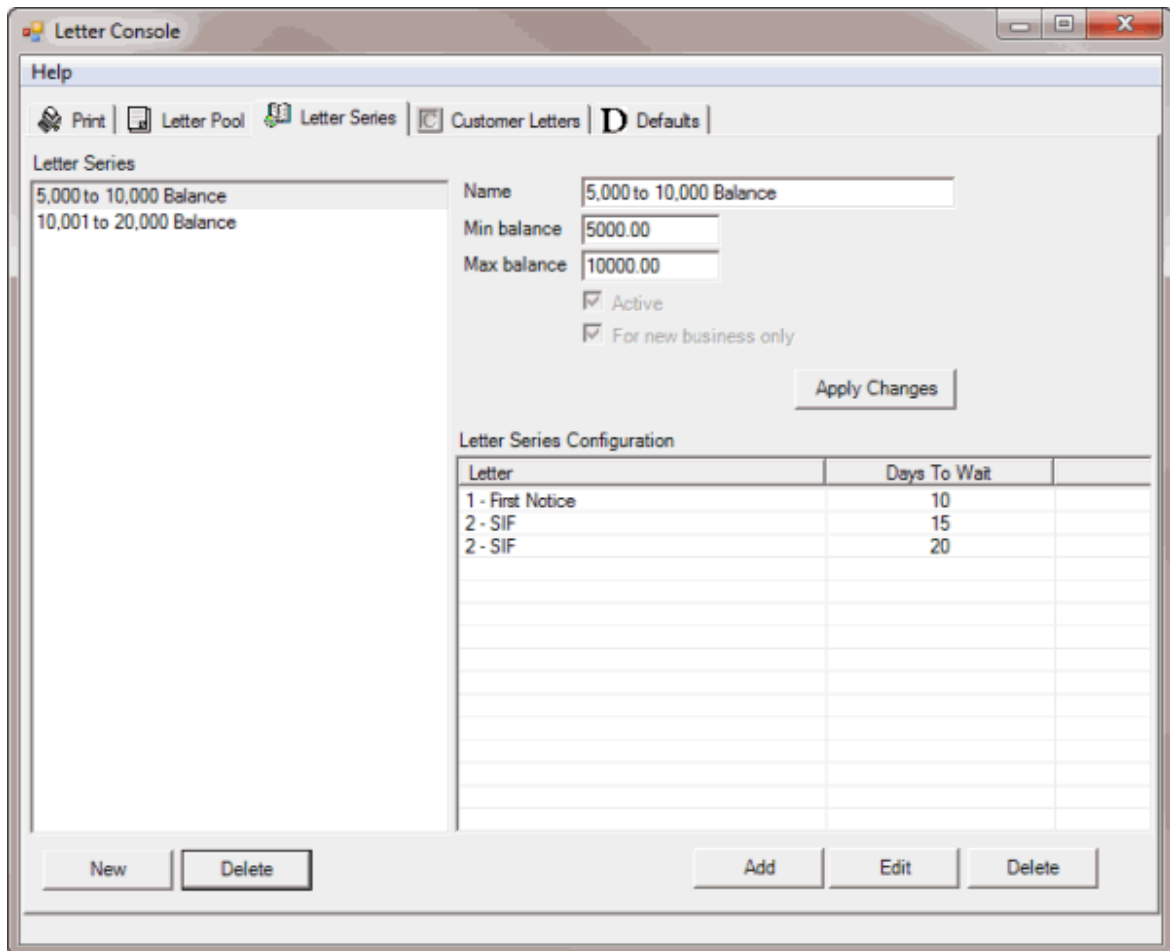 Letter Console
Help
Print Letter Pool Letter Series C Customer Letters D Defaults
Letter Series
5,000 to 10,000 Balance
10,001 to 20,000 Balance
Name 5,000 to 10,000 Balance
Min balance 5000.00
Max balance 10000.00
Active
For new business only
Apply Changes
Letter Series Configuration
Letter Days To Wait
1 - First Notice 10
2 - SIF 15
2 - SIF 20
New Delete Add Edit Delete